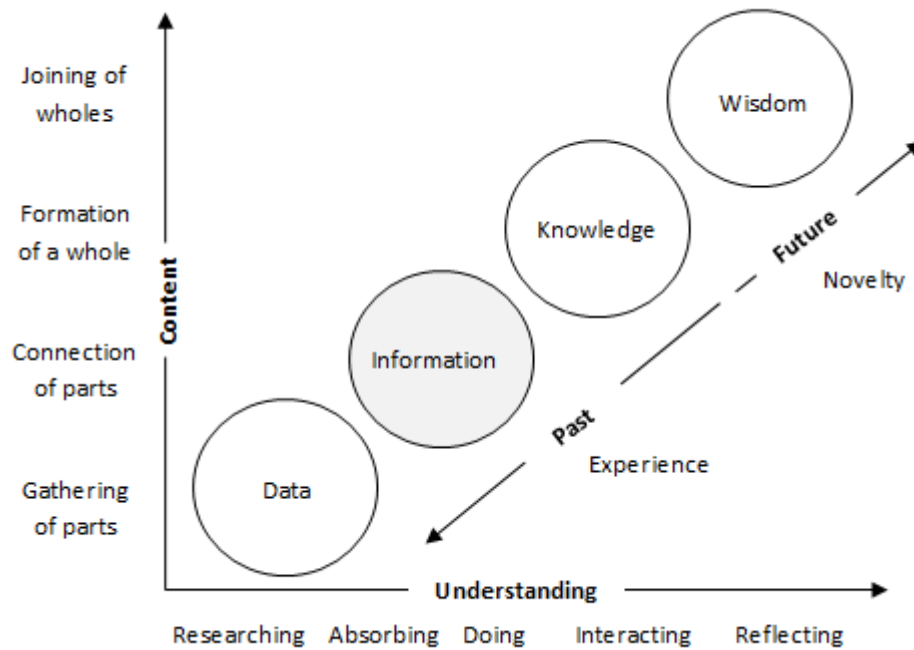 Joining of
wholes
Wisdom
Formation
of a whole
Knowledge
Future
Novelty
Content
Connection
of parts
Information
Past
Experience
Gathering
of parts
Data
Understanding
Researching Absorbing Doing Interacting Reflecting